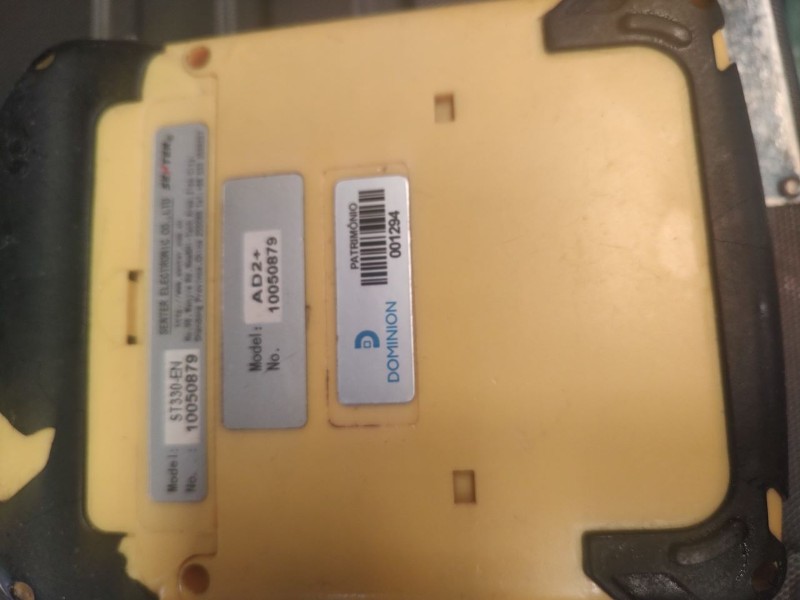 SENTER ELECTRONIC CO.,LTD SENTER
Model: ST330-EN
No. 10050879
Model: AD2+
No. 10050879
PATRIMÔNIO
001294
DOMINION